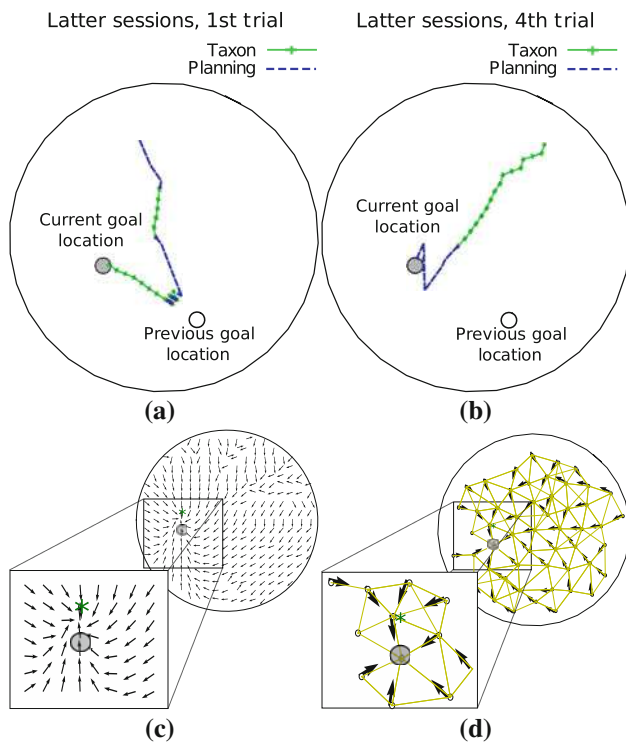 Latter sessions, 1st trial
Taxon
Planning
Current goal
location
Previous goal
location
(a)
Latter sessions, 4th trial
Taxon
Planning
Current goal
location
Previous goal
location
(b)
(c)
(d)